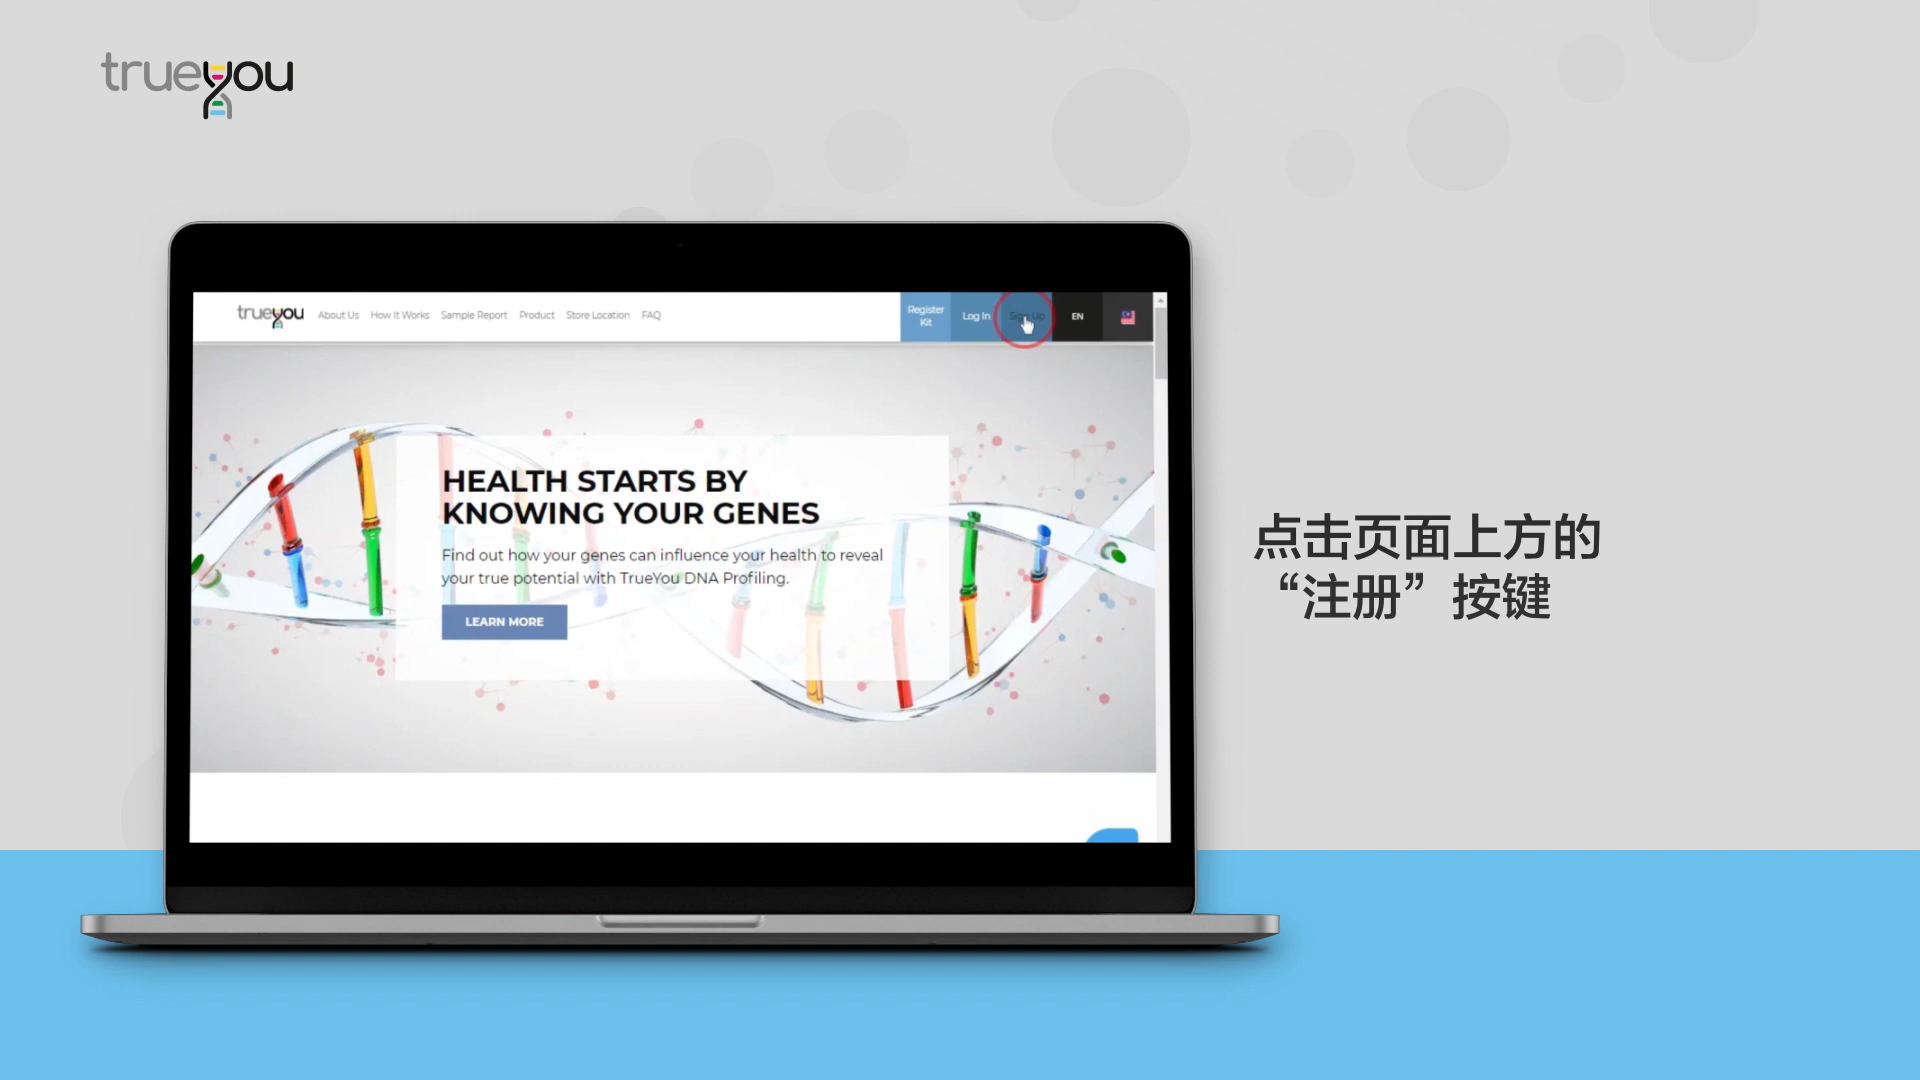 trueyou
trueyou
About Us
How It Works
Sample Report
Product
Store Location
FAQ
Register
Kit
Log In
Sign Up
EN
HEALTH STARTS BY
KNOWING YOUR GENES
Find out how your genes can influence your health to reveal
your true potential with TrueYou DNA Profiling.
LEARN MORE
点击页面上方的
“注册”按键